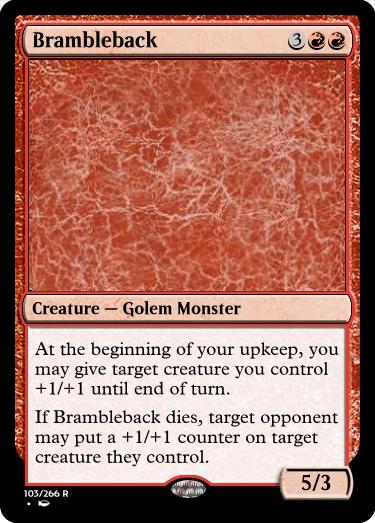 Brambleback 3
Creature — Golem Monster
At the beginning of your upkeep, you
may give target creature you control
+1/+1 until end of turn.
If Brambleback dies, target opponent
may put a +1/+1 counter on target
creature they control.
5/3
103/266 R